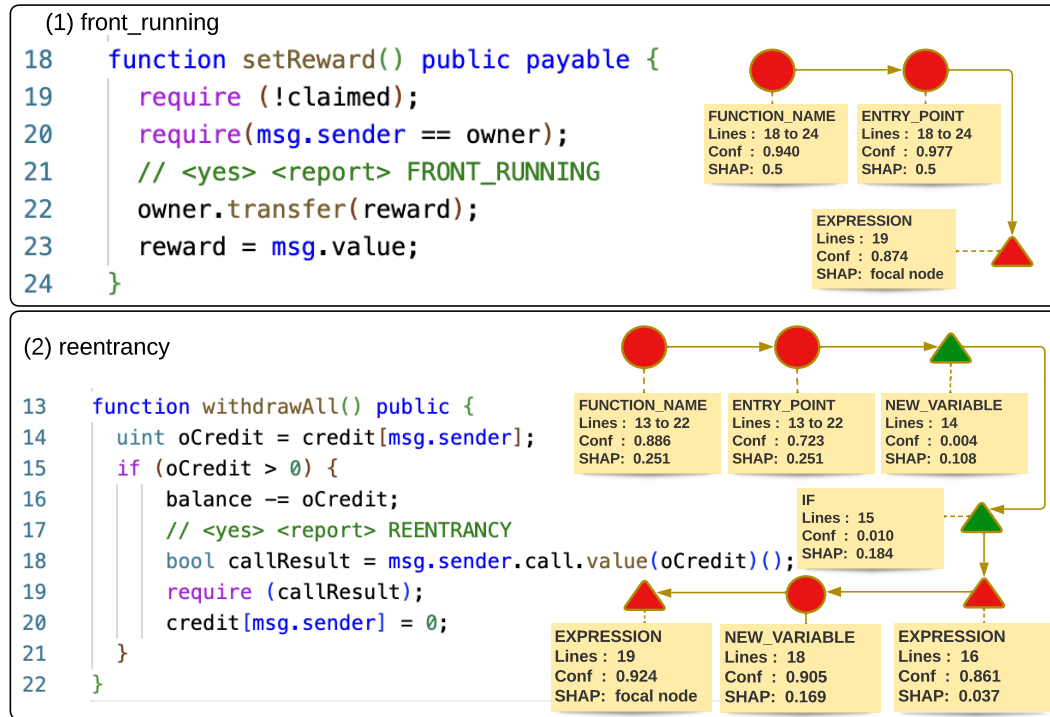 (1) front_running
18 function setReward() public payable {
19 require (!claimed);
20 require(msg.sender == owner);
21 // <yes> <report> FRONT_RUNNING
22 owner.transfer(reward);
23 reward = msg.value;
24 }
FUNCTION_NAME
Lines : 18 to 24
Conf : 0.940
SHAP: 0.5
ENTRY_POINT
Lines : 18 to 24
Conf : 0.977
SHAP: 0.5
EXPRESSION
Lines : 19
Conf : 0.874
SHAP: focal node
(2) reentrancy
13 function withdrawAll() public {
14 uint oCredit = credit[msg.sender];
15 if (oCredit > 0) {
16 balance -= oCredit;
17 // <yes> <report> REENTRANCY
18 bool callResult = msg.sender.call.value(oCredit)();
19 require (callResult);
20 credit[msg.sender] = 0;
21 }
22 }
FUNCTION_NAME
Lines : 13 to 22
Conf : 0.886
SHAP: 0.251
ENTRY_POINT
Lines : 13 to 22
Conf : 0.723
SHAP: 0.251
NEW_VARIABLE
Lines : 14
Conf : 0.004
SHAP: 0.108
IF
Lines : 15
Conf : 0.010
SHAP: 0.184
EXPRESSION
Lines : 19
Conf : 0.924
SHAP: focal node
NEW_VARIABLE
Lines : 18
Conf : 0.905
SHAP: 0.169
EXPRESSION
Lines : 16
Conf : 0.861
SHAP: 0.037